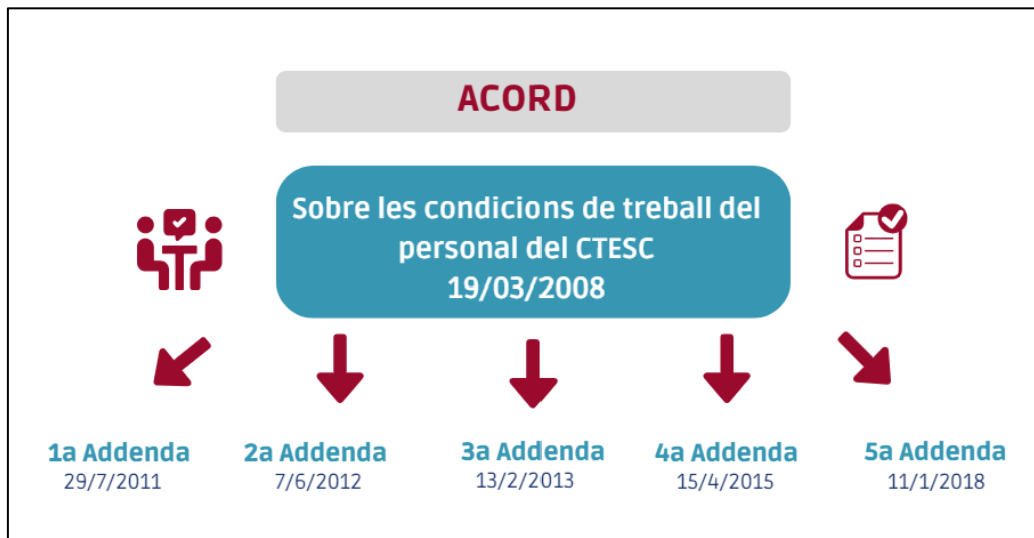 ACORD
Sobre les condicions de treball del
personal del CTESC
19/03/2008
1a Addenda
29/7/2011
2a Addenda
7/6/2012
3a Addenda
13/2/2013
4a Addenda
15/4/2015
5a Addenda
11/1/2018